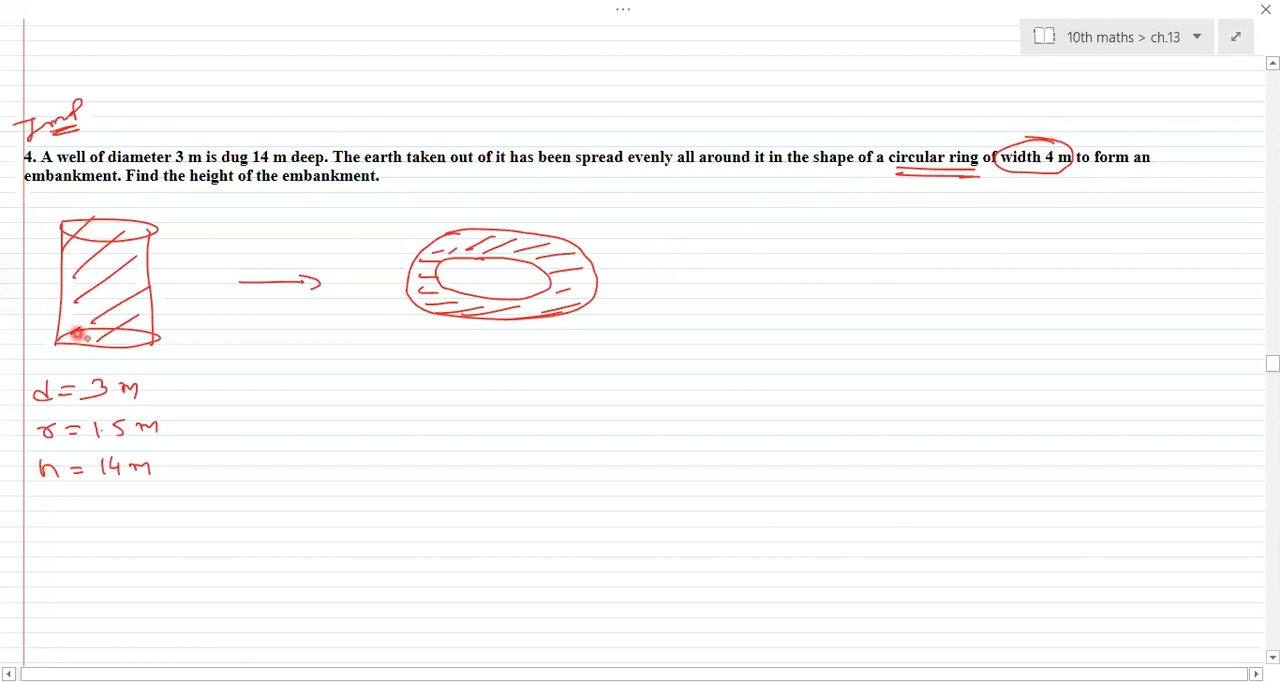 10th maths > ch.13
Imp
4. A well of diameter 3 m is dug 14 m deep. The earth taken out of it has been spread evenly all around it in the shape of a circular ring of width 4 m to form an
embankment. Find the height of the embankment.
d = 3 m
r = 1.5 m
h = 14 m